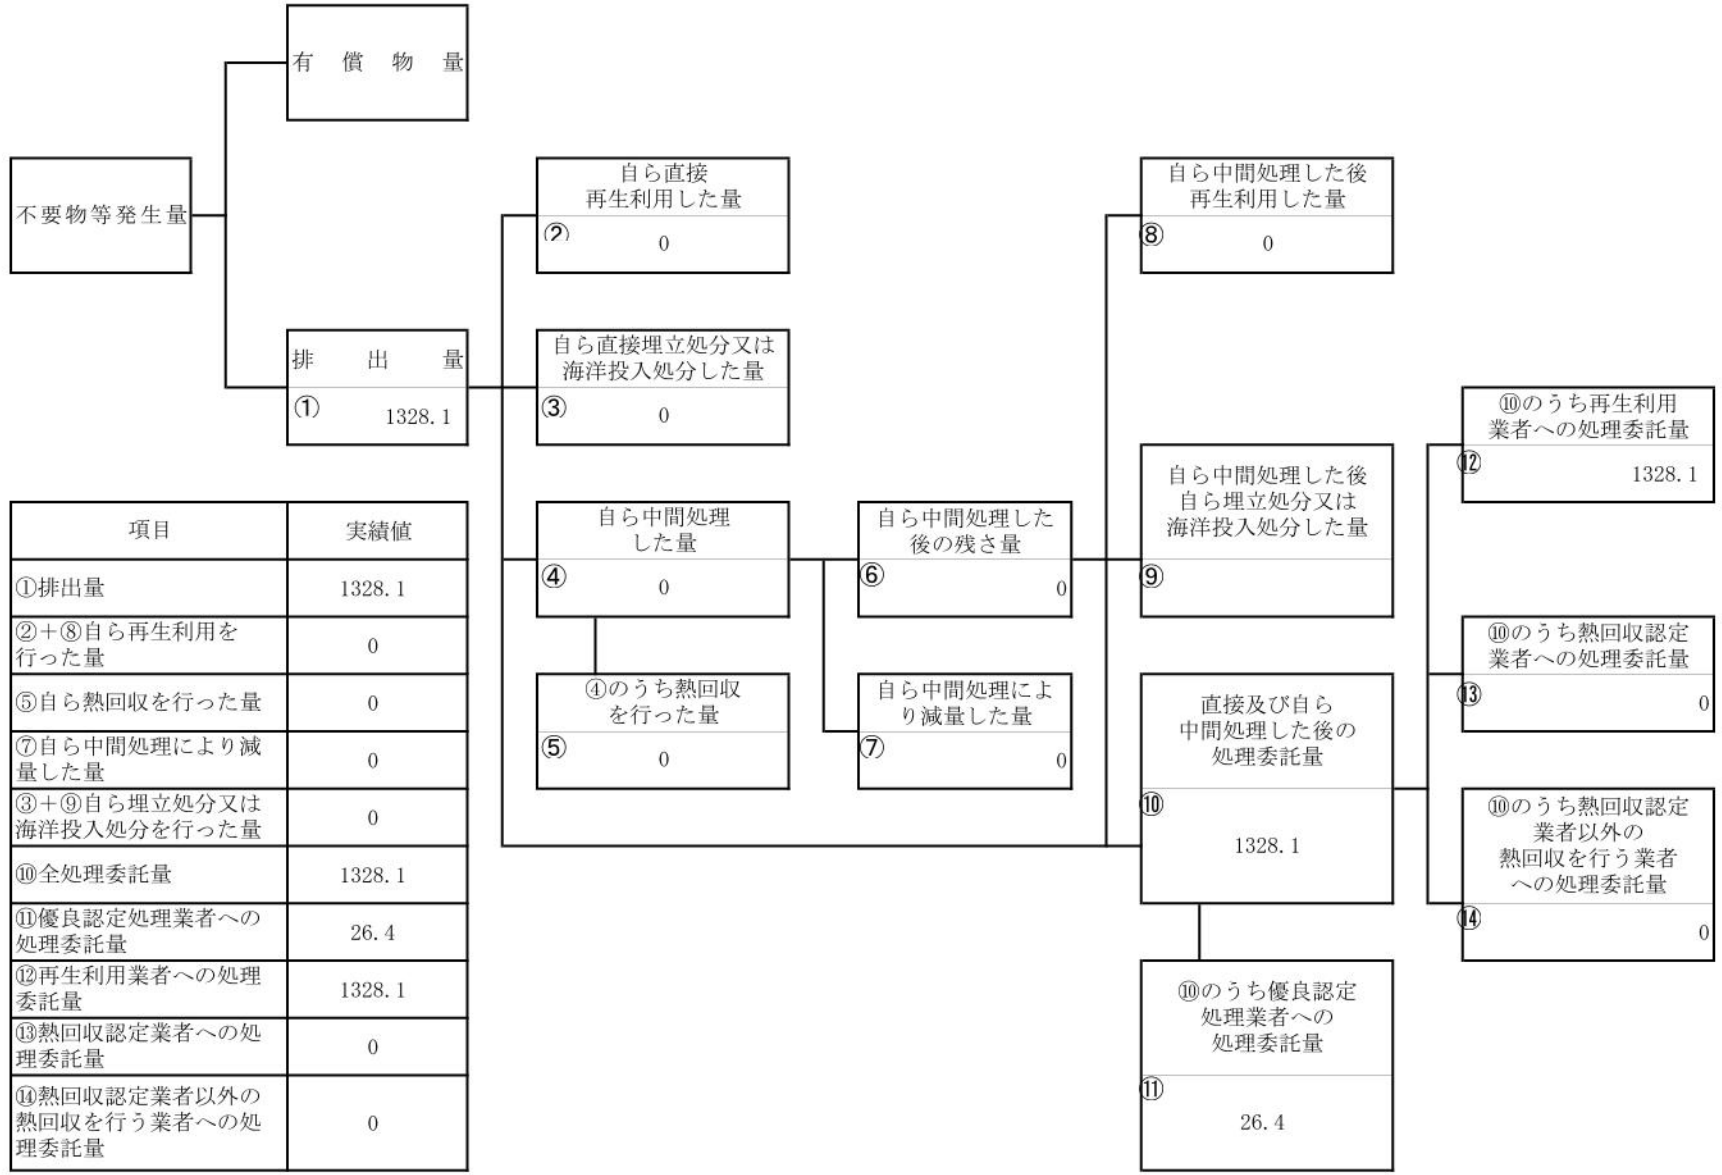 有償物量
不要物等発生量
排出量
①
1328.1
自ら直接
再生利用した量
②
0
自ら直接埋立処分又は
海洋投入処分した量
③
0
自ら中間処理
した量
④
0
④のうち熱回収
を行った量
⑤
0
自ら中間処理した
後の残さ量
⑥
0
自ら中間処理によ
り減量した量
⑦
0
自ら中間処理した後
再生利用した量
⑧
0
自ら中間処理した後
自ら埋立処分又は
海洋投入処分した量
⑨
直接及び自ら
中間処理した後の
処理委託量
⑩
1328.1
⑩のうち優良認定
処理業者への
処理委託量
⑪
26.4
⑩のうち再生利用
業者への処理委託量
⑫
1328.1
⑩のうち熱回収認定
業者への処理委託量
⑬
0
⑩のうち熱回収認定
業者以外の
熱回収を行う業者
への処理委託量
⑭
0
項目 実績値
①排出量 1328.1
②＋⑧自ら再生利用を
行った量 0
⑤自ら熱回収を行った量 0
⑦自ら中間処理により減
量した量 0
③＋⑨自ら埋立処分又は
海洋投入処分を行った量 0
⑩全処理委託量 1328.1
⑪優良認定処理業者への
処理委託量 26.4
⑫再生利用業者への処理
委託量 1328.1
⑬熱回収認定業者への処
理委託量 0
⑭熱回収認定業者以外の
熱回収を行う業者への処
理委託量 0